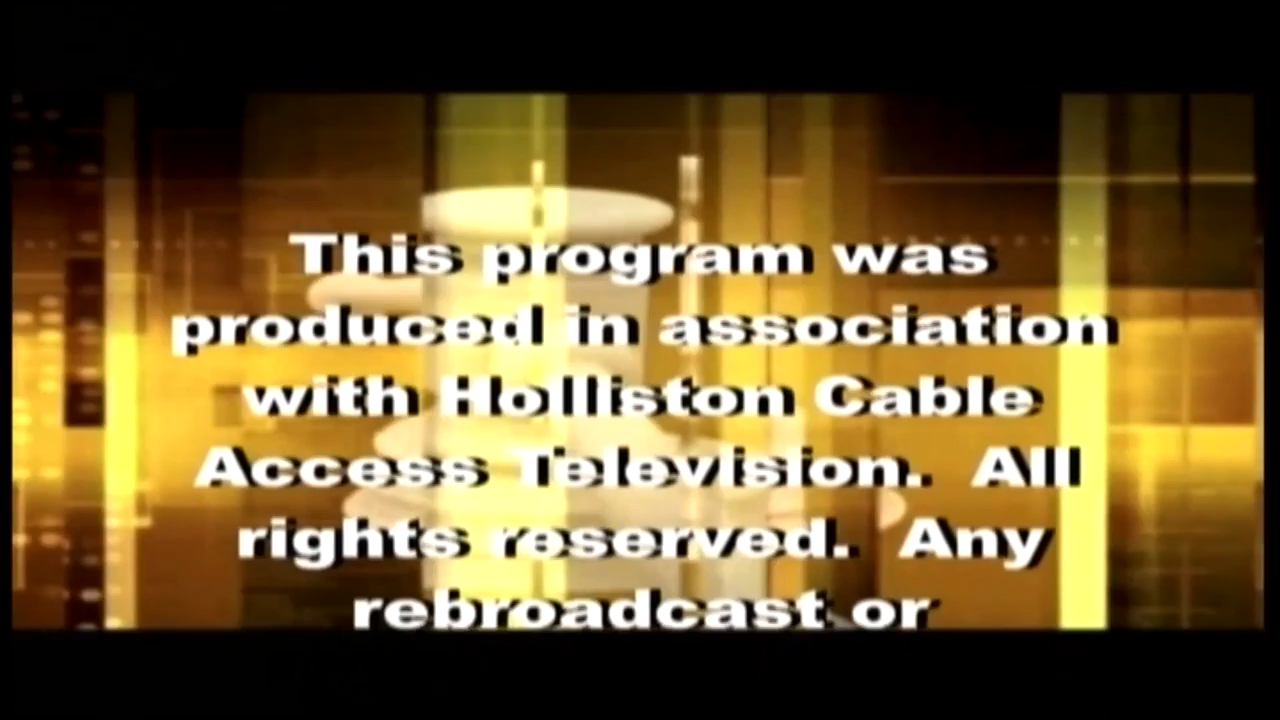 This program was
produced in association
with Holliston Cable
Access Television.  All
rights reserved.  Any
rebroadcast or